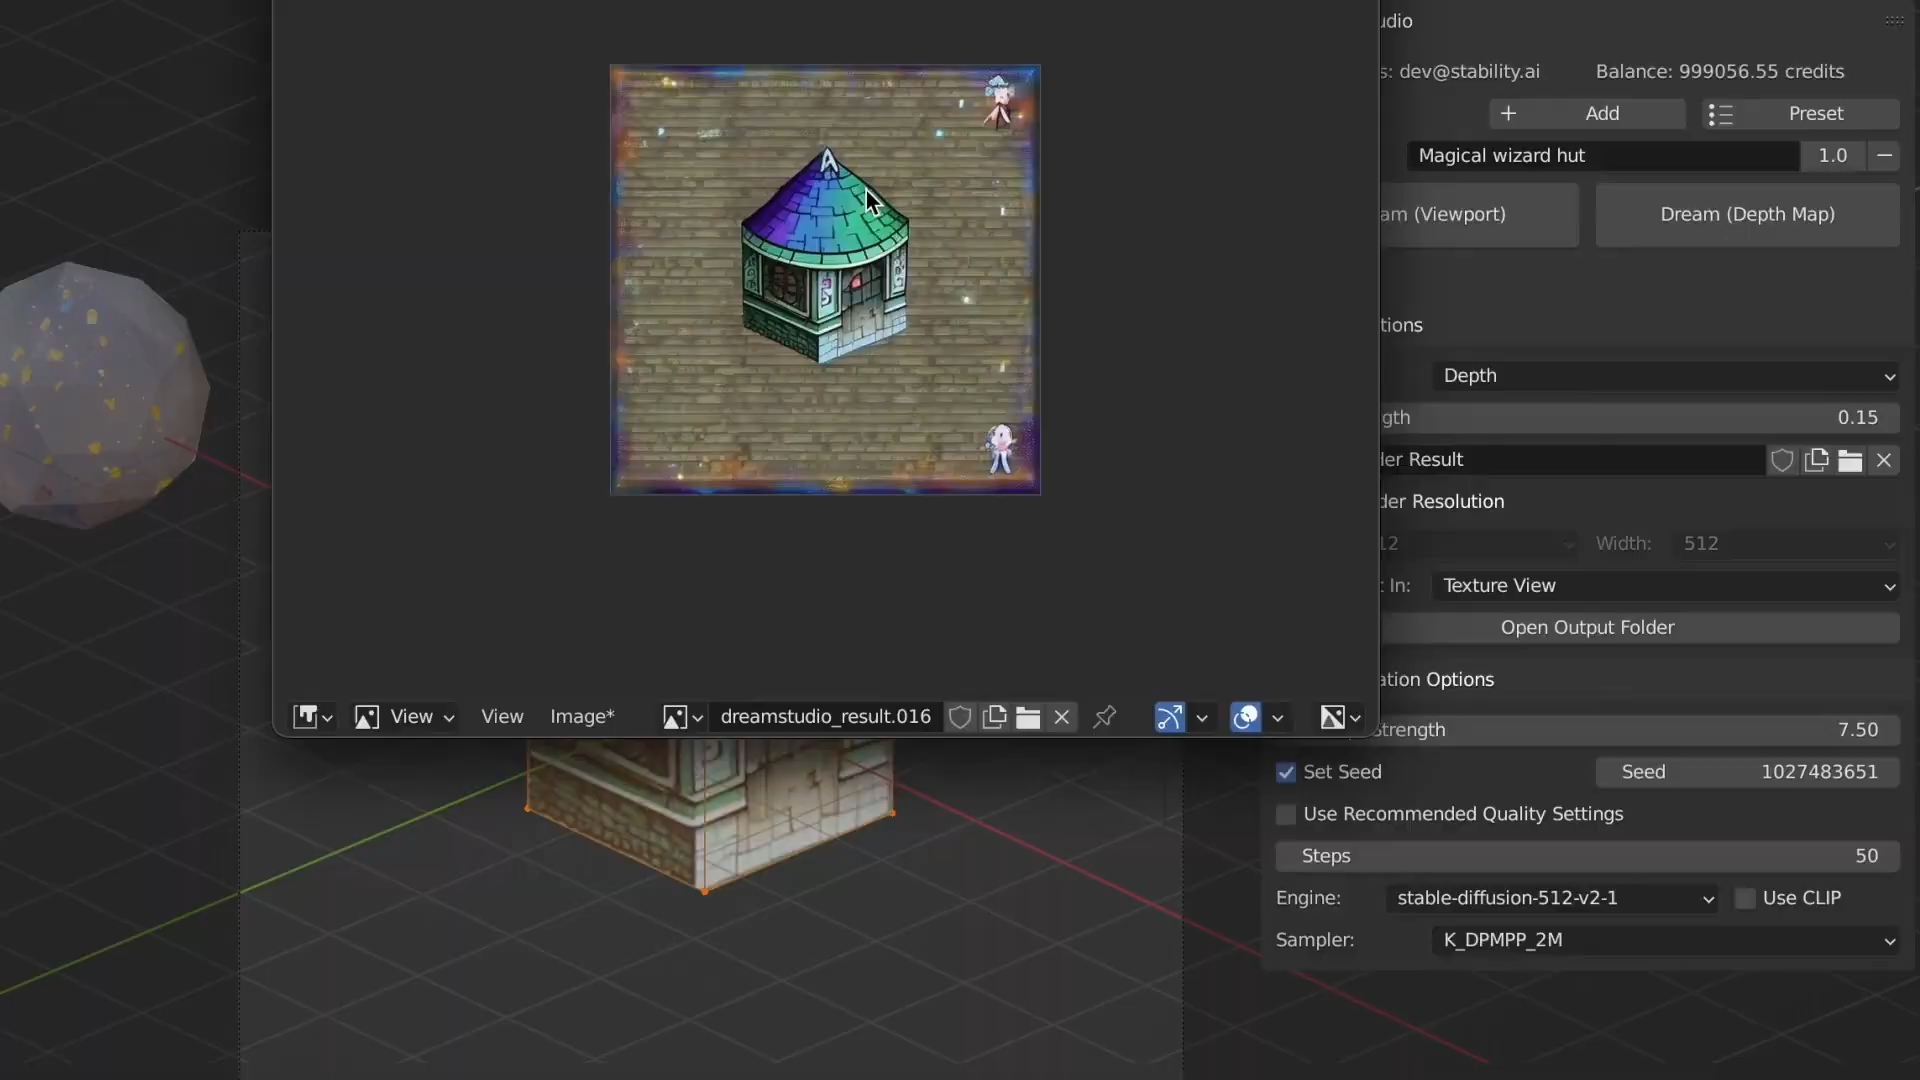 udio
s: dev@stability.ai Balance: 999056.55 credits
Add Preset
Magical wizard hut 1.0
am (Viewport) Dream (Depth Map)
tions
Depth
gth 0.15
der Result
der Resolution
12 Width: 512
t In: Texture View
Open Output Folder
View View Image* dreamstudio_result.016
ation Options
Strength 7.50
Set Seed Seed 1027483651
Use Recommended Quality Settings
Steps 50
Engine: stable-diffusion-512-v2-1 Use CLIP
Sampler: K_DPMPP_2M